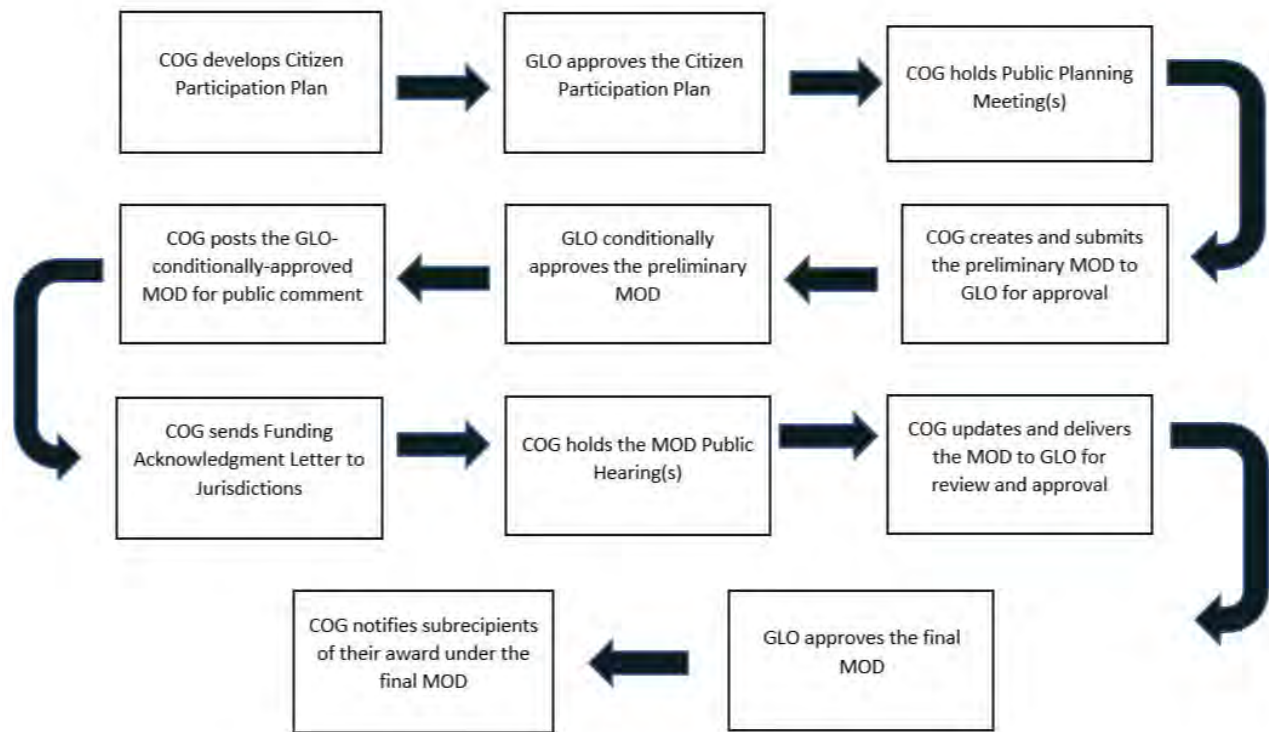 COG develops Citizen
Participation Plan
GLO approves the Citizen
Participation Plan
COG holds Public Planning
Meeting(s)
COG creates and submits
the preliminary MOD to
GLO for approval
GLO conditionally
approves the preliminary
MOD
COG posts the GLO-
conditionally-approved
MOD for public comment
COG sends Funding
Acknowledgment Letter to
Jurisdictions
COG holds the MOD Public
Hearing(s)
COG updates and delivers
the MOD to GLO for
review and approval
GLO approves the final
MOD
COG notifies subrecipients
of their award under the
final MOD